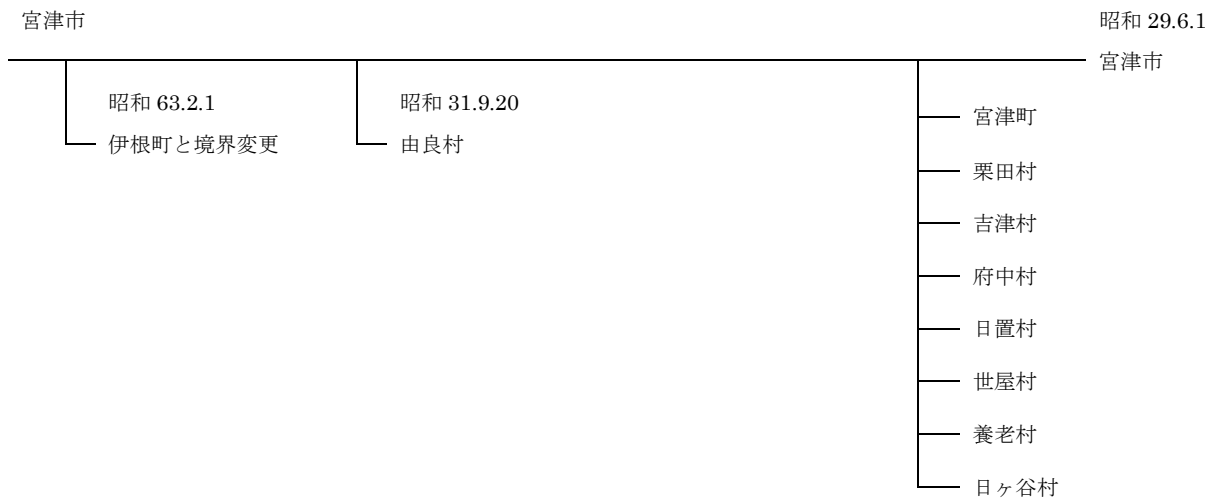 宮津市
昭和 29.6.1
宮津市
昭和 63.2.1
伊根町と境界変更
昭和 31.9.20
由良村
宮津町
栗田村
吉津村
府中村
日置村
世屋村
養老村
日ヶ谷村